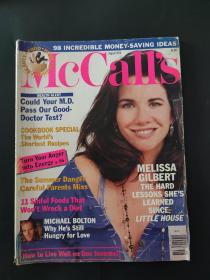 98 INCREDIBLE MONEY-SAVING IDEAS
McCall's
HEALTH ALERT
Could Your M.D.
Pass Our Good-
Doctor Test?
COOKBOOK SPECIAL
The World's
Shortest Recipes
Turn Your Anger
Into Energy
The Summer Danger
Careful Parents Miss
11 Sinful Foods That
Won't Wreck a Diet
MICHAEL BOLTON
Why He's Still
Hungry for Love
How to Live Well on One Income
MELISSA
GILBERT
THE HARD
LESSONS SHE'S
LEARNED
SINCE
LITTLE HOUSE